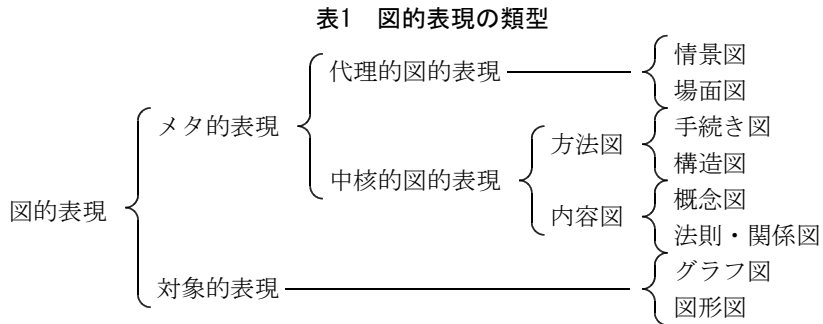 表1 図的表現の類型
図的表現
メタ的表現
代理的図的表現
情景図
場面図
中核的図的表現
方法図
手続き図
構造図
内容図
概念図
法則・関係図
対象的表現
グラフ図
図形図